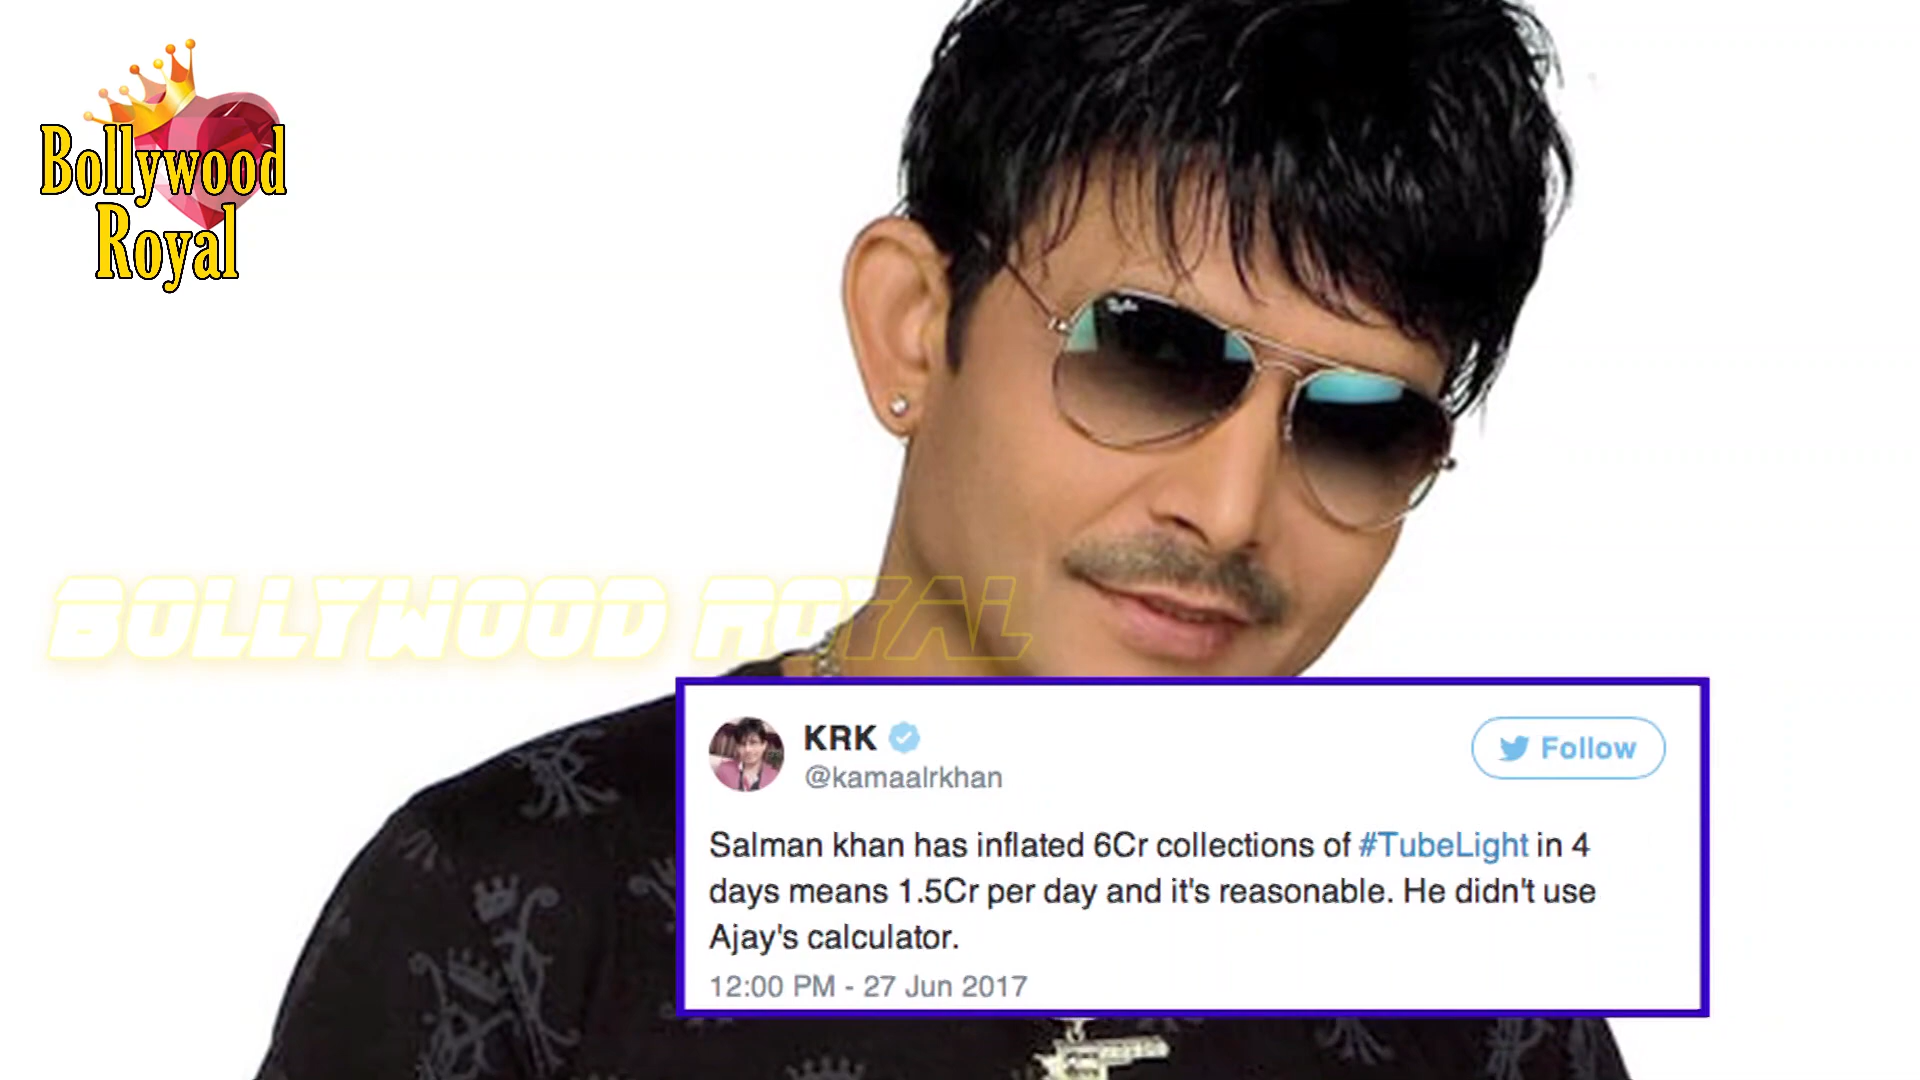 Bollywood
Royal
BOLLYWOOD ROYAL
KRK
@kamaalrkhan
Follow
Salman khan has inflated 6Cr collections of #TubeLight in 4
days means 1.5Cr per day and it's reasonable. He didn't use
Ajay's calculator.
12:00 PM - 27 Jun 2017